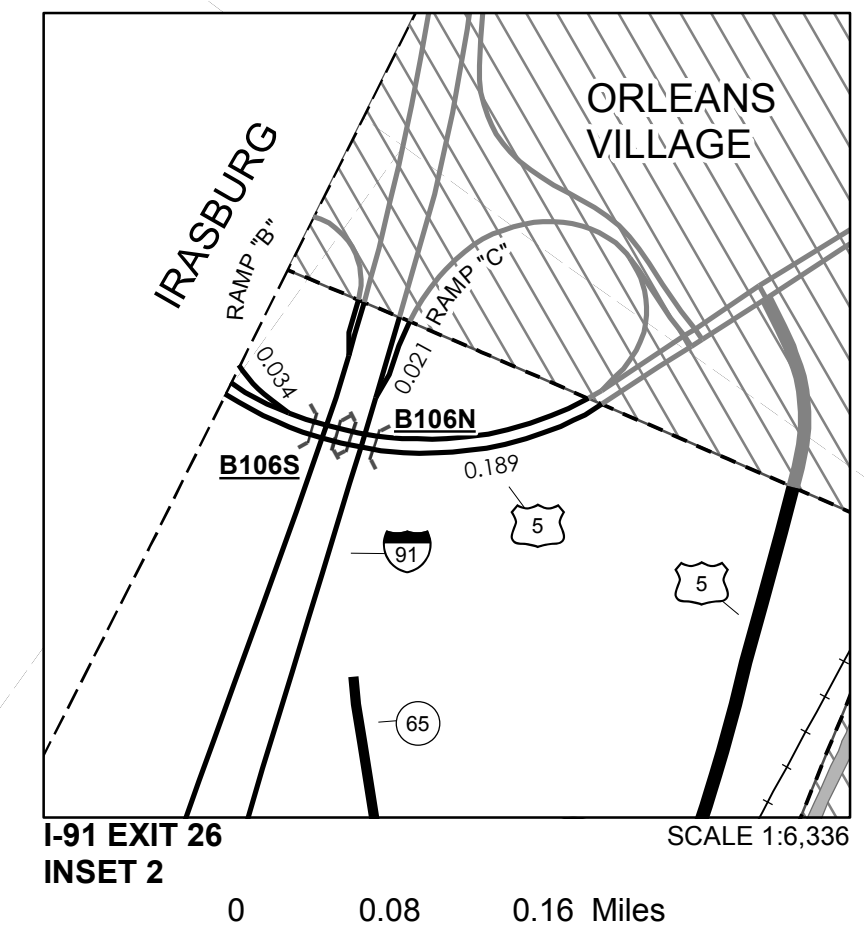 ORLEANS
VILLAGE
IRASBURG
RAMP "B"
RAMP "C"
0.034
0.021
B106N
B106S
0.189
5
91
5
65
I-91 EXIT 26
SCALE 1:6,336
INSET 2
0 0.08 0.16 Miles